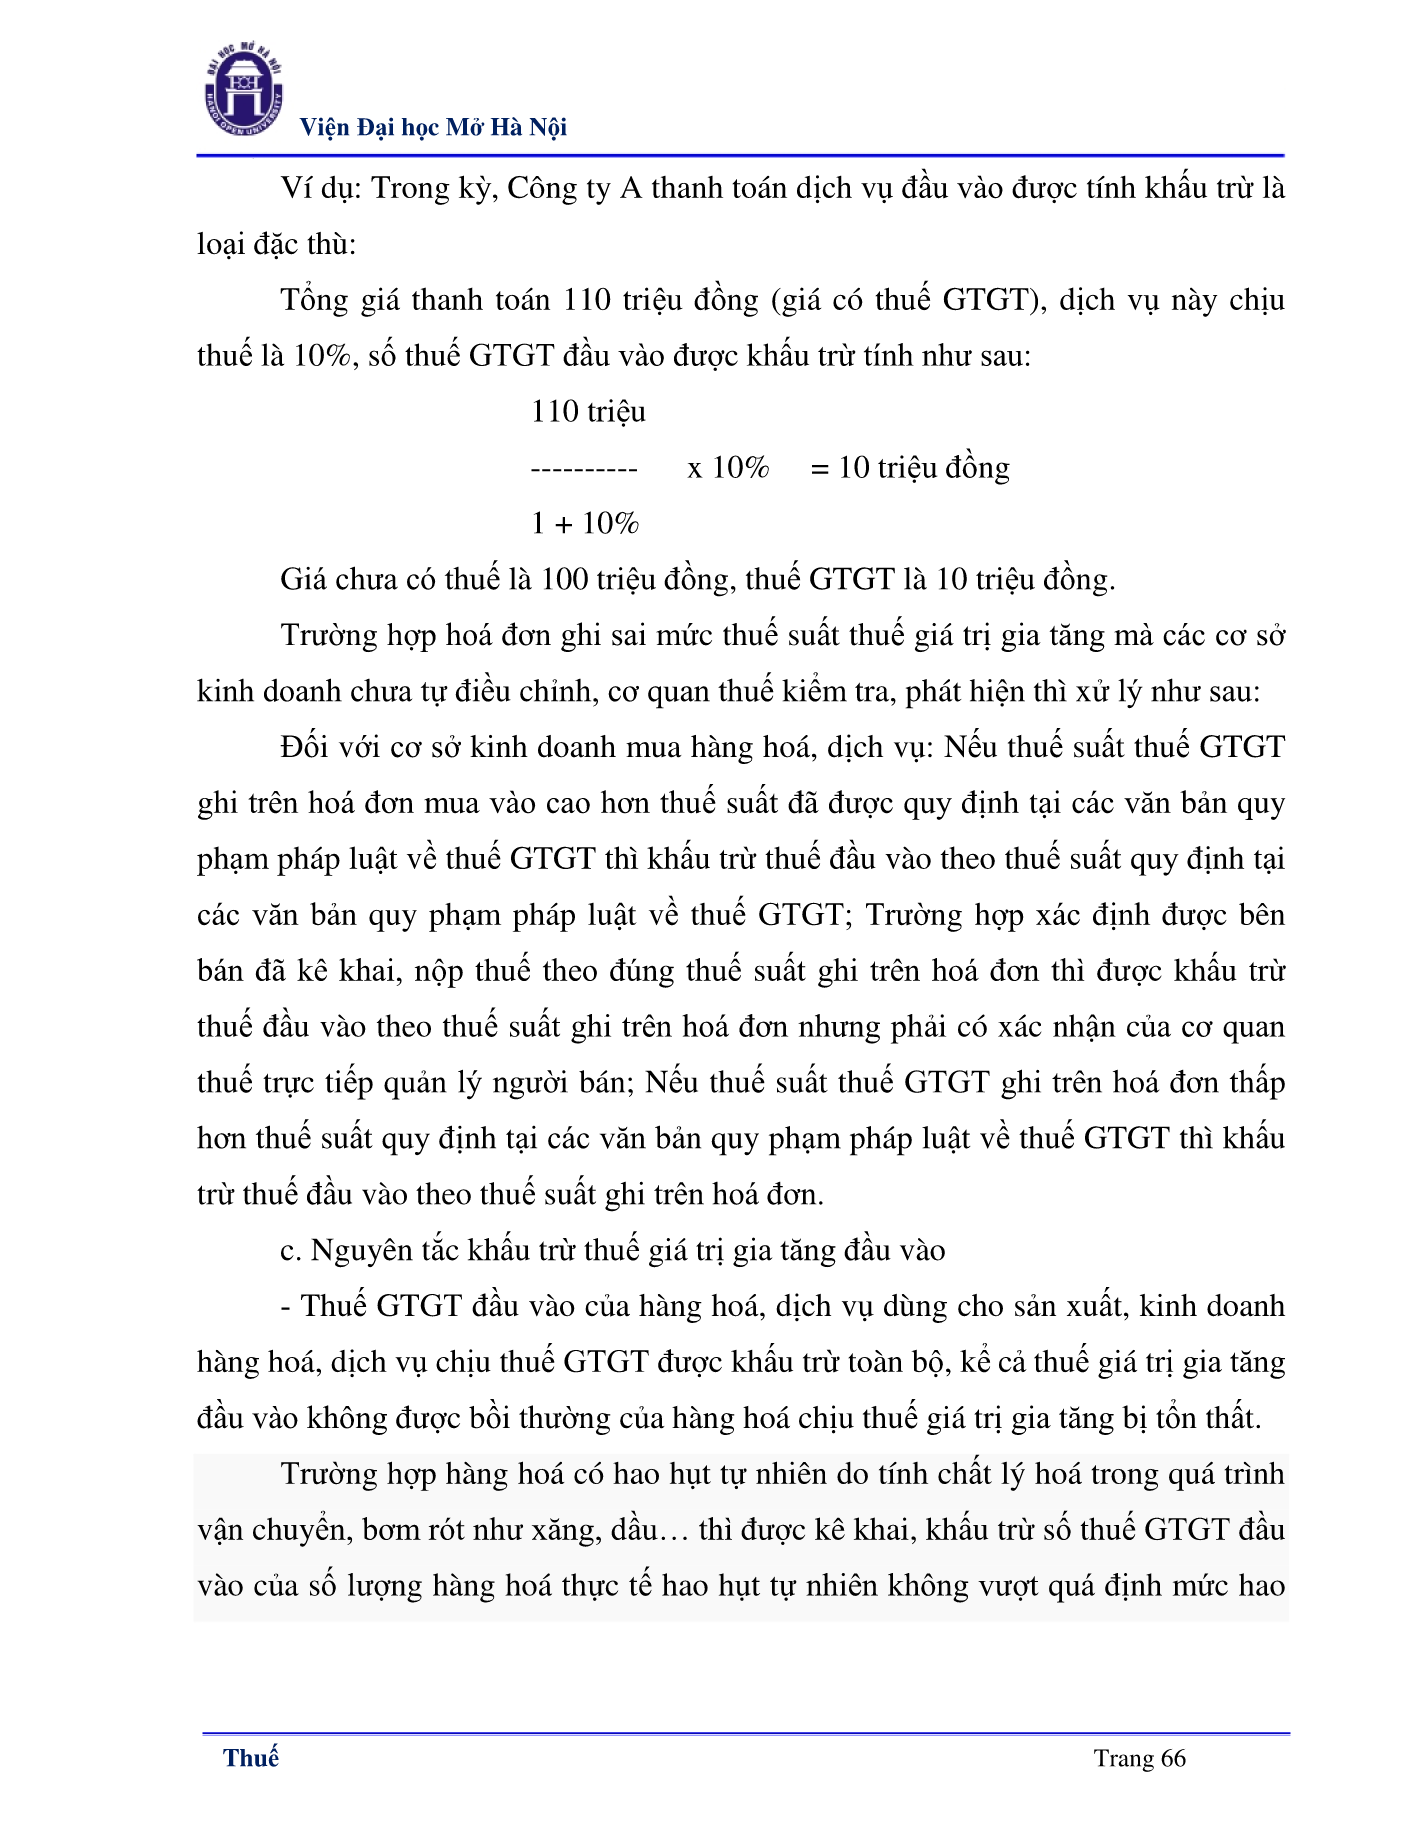 ĐẠI HỌC MỞ HÀ NỘI
HANOI OPEN UNIVERSITY
Viện Đại học Mở Hà Nội
Ví dụ: Trong kỳ, Công ty A thanh toán dịch vụ đầu vào được tính khấu trừ là
loại đặc thù:
Tổng giá thanh toán 110 triệu đồng (giá có thuế GTGT), dịch vụ này chịu
thuế là 10%, số thuế GTGT đầu vào được khấu trừ tính như sau:
110 triệu
---------- x 10% = 10 triệu đồng
1 + 10%
Giá chưa có thuế là 100 triệu đồng, thuế GTGT là 10 triệu đồng.
Trường hợp hoá đơn ghi sai mức thuế suất thuế giá trị gia tăng mà các cơ sở
kinh doanh chưa tự điều chỉnh, cơ quan thuế kiểm tra, phát hiện thì xử lý như sau:
Đối với cơ sở kinh doanh mua hàng hoá, dịch vụ: Nếu thuế suất thuế GTGT
ghi trên hoá đơn mua vào cao hơn thuế suất đã được quy định tại các văn bản quy
phạm pháp luật về thuế GTGT thì khấu trừ thuế đầu vào theo thuế suất quy định tại
các văn bản quy phạm pháp luật về thuế GTGT; Trường hợp xác định được bên
bán đã kê khai, nộp thuế theo đúng thuế suất ghi trên hoá đơn thì được khấu trừ
thuế đầu vào theo thuế suất ghi trên hoá đơn nhưng phải có xác nhận của cơ quan
thuế trực tiếp quản lý người bán; Nếu thuế suất thuế GTGT ghi trên hoá đơn thấp
hơn thuế suất quy định tại các văn bản quy phạm pháp luật về thuế GTGT thì khấu
trừ thuế đầu vào theo thuế suất ghi trên hoá đơn.
c. Nguyên tắc khấu trừ thuế giá trị gia tăng đầu vào
- Thuế GTGT đầu vào của hàng hoá, dịch vụ dùng cho sản xuất, kinh doanh
hàng hoá, dịch vụ chịu thuế GTGT được khấu trừ toàn bộ, kể cả thuế giá trị gia tăng
đầu vào không được bồi thường của hàng hoá chịu thuế giá trị gia tăng bị tổn thất.
Trường hợp hàng hoá có hao hụt tự nhiên do tính chất lý hoá trong quá trình
vận chuyển, bơm rót như xăng, dầu… thì được kê khai, khấu trừ số thuế GTGT đầu
vào của số lượng hàng hoá thực tế hao hụt tự nhiên không vượt quá định mức hao
Thuế
Trang 66